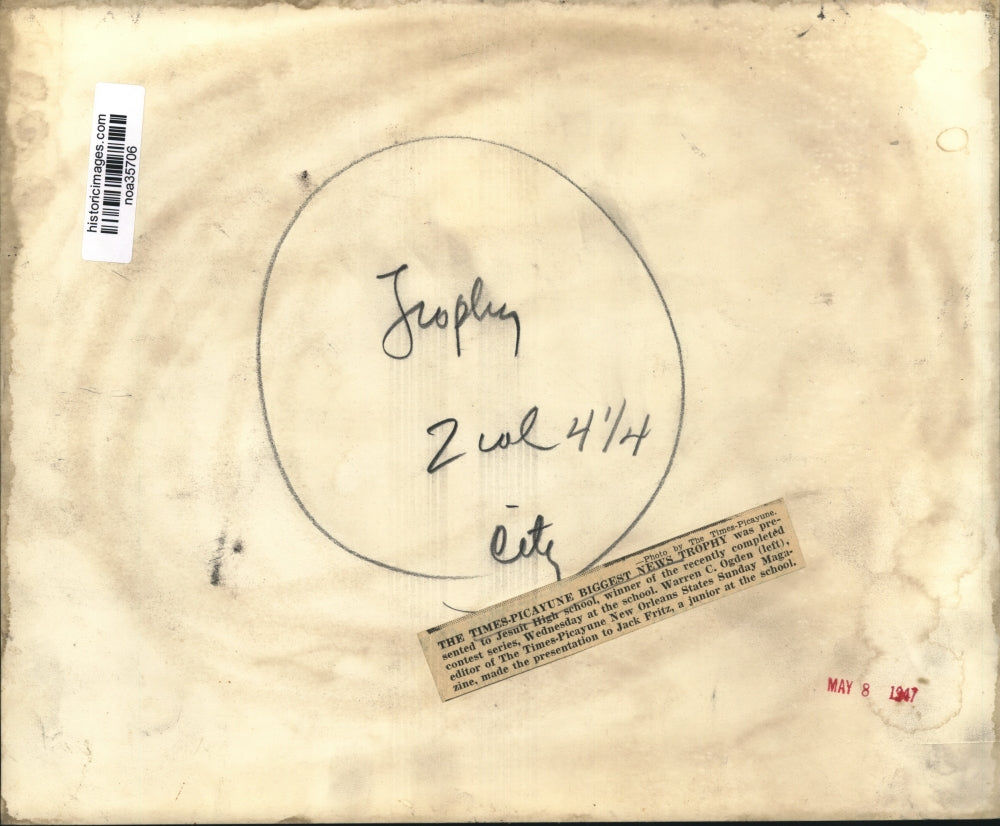 historicimages.com
noa35706
Trophy
2 col 4 1/4
City
Photo by The Times-Picayune.
THE TIMES-PICAYUNE BIGGEST NEWS TROPHY was pre-
sented to Jesuit High school, winner of the recently completed
contest series, Wednesday at the school. Warren C. Ogden (left),
editor of The Times-Picayune New Orleans States Sunday Maga-
zine, made the presentation to Jack Fritz, a junior at the school.
MAY 8 1947